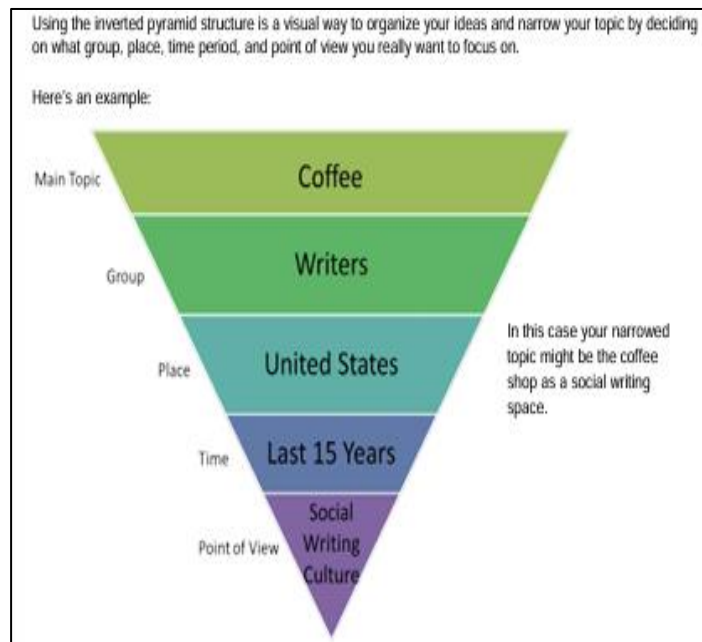 Using the inverted pyramid structure is a visual way to organize your ideas and narrow your topic by deciding
on what group, place, time period, and point of view you really want to focus on.
Here's an example:
Main Topic
Coffee
Group
Writers
Place
United States
Time
Last 15 Years
Point of View
Social
Writing
Culture
In this case your narrowed
topic might be the coffee
shop as a social writing
space.